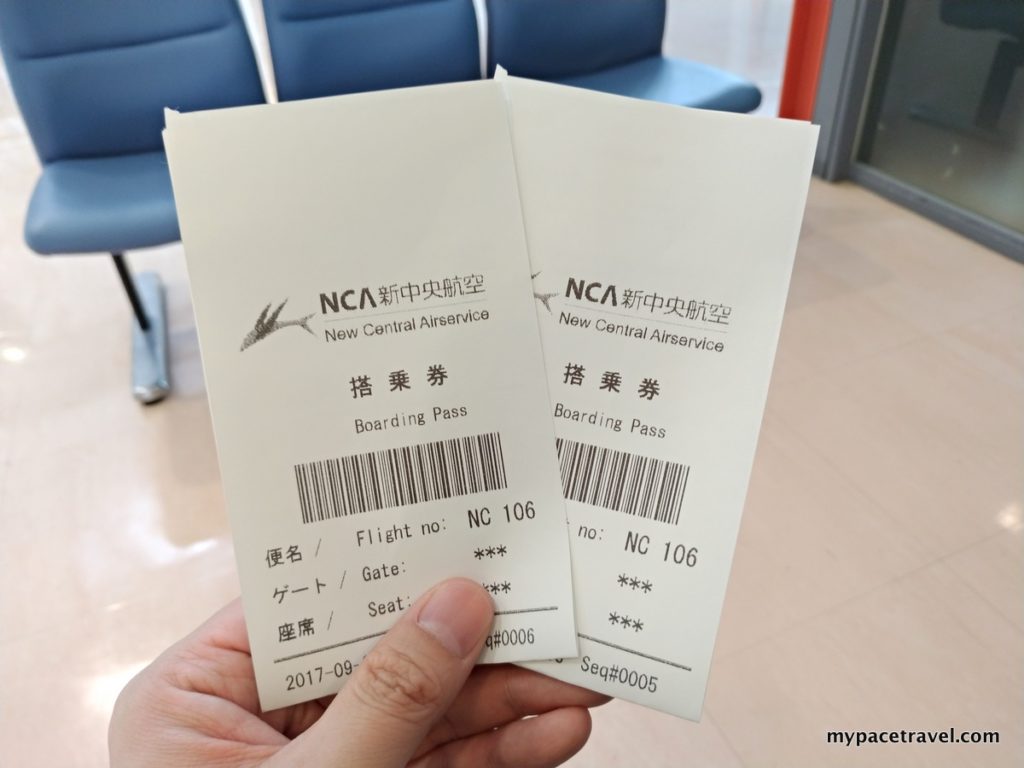 NCA新中央航空
New Central Airservice
搭乗券
Boarding Pass
便名 / Flight no: NC 106
ゲート / Gate: ***
座席 / Seat: ***
2017-09-
q#0006
NCA新中央航空
New Central Airservice
搭乗券
Boarding Pass
no: NC 106
***
***
Seq#0005
mypacetravel.com